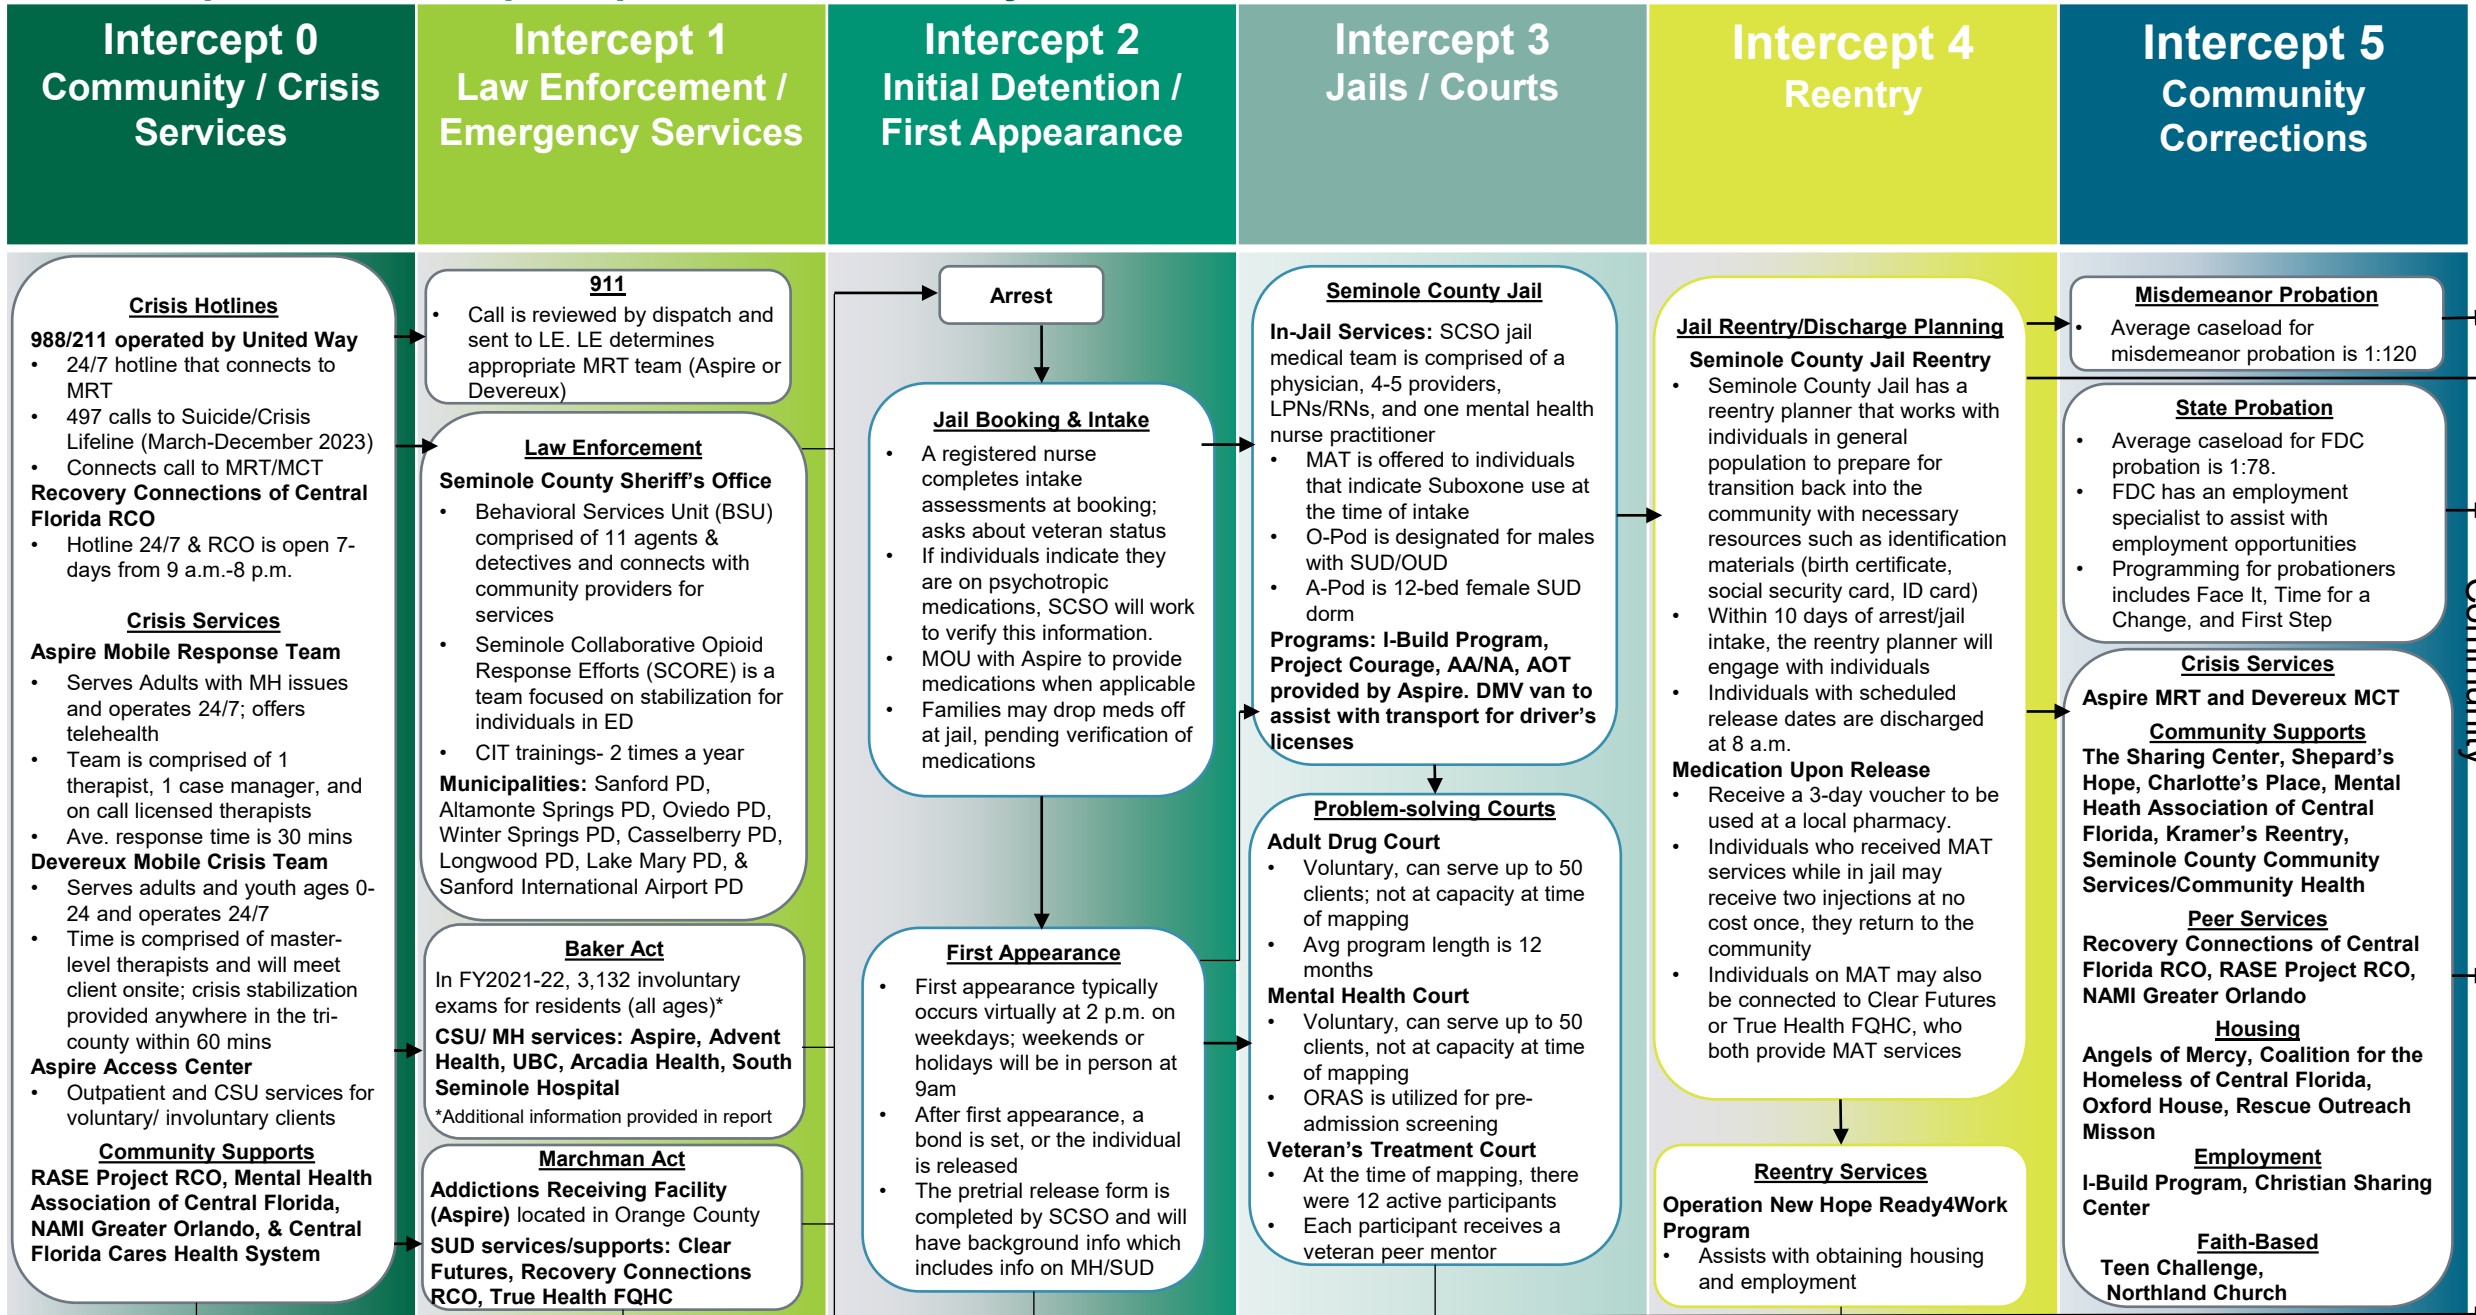 Intercept 0
Community / Crisis
Services
Intercept 1
Law Enforcement /
Emergency Services
Intercept 2
Initial Detention /
First Appearance
Intercept 3
Jails / Courts
Intercept 4
Reentry
Intercept 5
Community
Corrections
Crisis Hotlines
988/211 operated by United Way
• 24/7 hotline that connects to
MRT
• 497 calls to Suicide/Crisis
Lifeline (March-December 2023)
• Connects call to MRT/MCT
Recovery Connections of Central
Florida RCO
• Hotline 24/7 & RCO is open 7-
days from 9 a.m.-8 p.m.
Crisis Services
Aspire Mobile Response Team
• Serves Adults with MH issues
and operates 24/7; offers
telehealth
• Team is comprised of 1
therapist, 1 case manager, and
on call licensed therapists
• Ave. response time is 30 mins
Devereux Mobile Crisis Team
• Serves adults and youth ages 0-
24 and operates 24/7
• Time is comprised of master-
level therapists and will meet
client onsite; crisis stabilization
provided anywhere in the tri-
county within 60 mins
Aspire Access Center
• Outpatient and CSU services for
voluntary/ involuntary clients
Community Supports
RASE Project RCO, Mental Health
Association of Central Florida,
NAMI Greater Orlando, & Central
Florida Cares Health System
911
• Call is reviewed by dispatch and
sent to LE. LE determines
appropriate MRT team (Aspire or
Devereux)
Law Enforcement
Seminole County Sheriff's Office
• Behavioral Services Unit (BSU)
comprised of 11 agents &
detectives and connects with
community providers for
services
• Seminole Collaborative Opioid
Response Efforts (SCORE) is a
team focused on stabilization for
individuals in ED
• CIT trainings- 2 times a year
Municipalities: Sanford PD,
Altamonte Springs PD, Oviedo PD,
Winter Springs PD, Casselberry PD,
Longwood PD, Lake Mary PD, &
Sanford International Airport PD
Baker Act
In FY2021-22, 3,132 involuntary
exams for residents (all ages)*
CSU/ MH services: Aspire, Advent
Health, UBC, Arcadia Health, South
Seminole Hospital
*Additional information provided in report
Marchman Act
Addictions Receiving Facility
(Aspire) located in Orange County
SUD services/supports: Clear
Futures, Recovery Connections
RCO, True Health FQHC
Arrest
Jail Booking & Intake
• A registered nurse
completes intake
assessments at booking;
asks about veteran status
• If individuals indicate they
are on psychotropic
medications, SCSO will work
to verify this information.
• MOU with Aspire to provide
medications when applicable
• Families may drop meds off
at jail, pending verification of
medications
First Appearance
• First appearance typically
occurs virtually at 2 p.m. on
weekdays; weekends or
holidays will be in person at
9am
• After first appearance, a
bond is set, or the individual
is released
• The pretrial release form is
completed by SCSO and will
have background info which
includes info on MH/SUD
Seminole County Jail
In-Jail Services: SCSO jail
medical team is comprised of a
physician, 4-5 providers,
LPNs/RNs, and one mental health
nurse practitioner
• MAT is offered to individuals
that indicate Suboxone use at
the time of intake
• O-Pod is designated for males
with SUD/OUD
• A-Pod is 12-bed female SUD
dorm
Programs: I-Build Program,
Project Courage, AA/NA, AOT
provided by Aspire. DMV van to
assist with transport for driver's
licenses
Problem-solving Courts
Adult Drug Court
• Voluntary, can serve up to 50
clients; not at capacity at time
of mapping
• Avg program length is 12
months
Mental Health Court
• Voluntary, can serve up to 50
clients, not at capacity at time
of mapping
• ORAS is utilized for pre-
admission screening
Veteran's Treatment Court
• At the time of mapping, there
were 12 active participants
• Each participant receives a
veteran peer mentor
Jail Reentry/Discharge Planning
Seminole County Jail Reentry
• Seminole County Jail has a
reentry planner that works with
individuals in general
population to prepare for
transition back into the
community with necessary
resources such as identification
materials (birth certificate,
social security card, ID card)
• Within 10 days of arrest/jail
intake, the reentry planner will
engage with individuals
• Individuals with scheduled
release dates are discharged
at 8 a.m.
Medication Upon Release
• Receive a 3-day voucher to be
used at a local pharmacy.
• Individuals who received MAT
services while in jail may
receive two injections at no
cost once, they return to the
community
• Individuals on MAT may also
be connected to Clear Futures
or True Health FQHC, who
both provide MAT services
Reentry Services
Operation New Hope Ready4Work
Program
• Assists with obtaining housing
and employment
Misdemeanor Probation
• Average caseload for
misdemeanor probation is 1:120
State Probation
• Average caseload for FDC
probation is 1:78.
• FDC has an employment
specialist to assist with
employment opportunities
• Programming for probationers
includes Face It, Time for a
Change, and First Step
Crisis Services
Aspire MRT and Devereux MCT
Community Supports
The Sharing Center, Shepard's
Hope, Charlotte's Place, Mental
Heath Association of Central
Florida, Kramer's Reentry,
Seminole County Community
Services/Community Health
Peer Services
Recovery Connections of Central
Florida RCO, RASE Project RCO,
NAMI Greater Orlando
Housing
Angels of Mercy, Coalition for the
Homeless of Central Florida,
Oxford House, Rescue Outreach
Misson
Employment
I-Build Program, Christian Sharing
Center
Faith-Based
Teen Challenge,
Northland Church